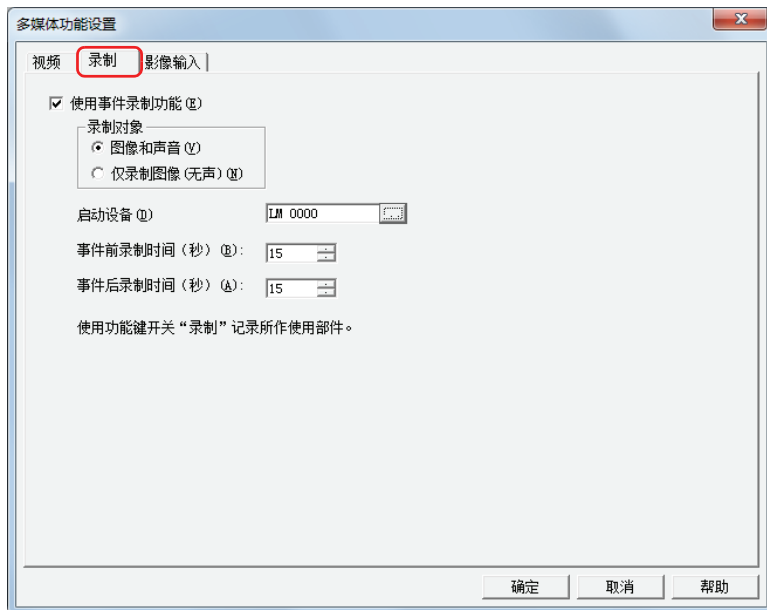 多媒体功能设置
视频 录制 影像输入
使用事件录制功能(E)
录制对象
图像和声音(V)
仅录制图像(无声)(N)
启动设备(D) LM 0000 ...
事件前录制时间（秒）(B): 15
事件后录制时间（秒）(A): 15
使用功能键开关“录制”记录所作使用部件。
确定 取消 帮助